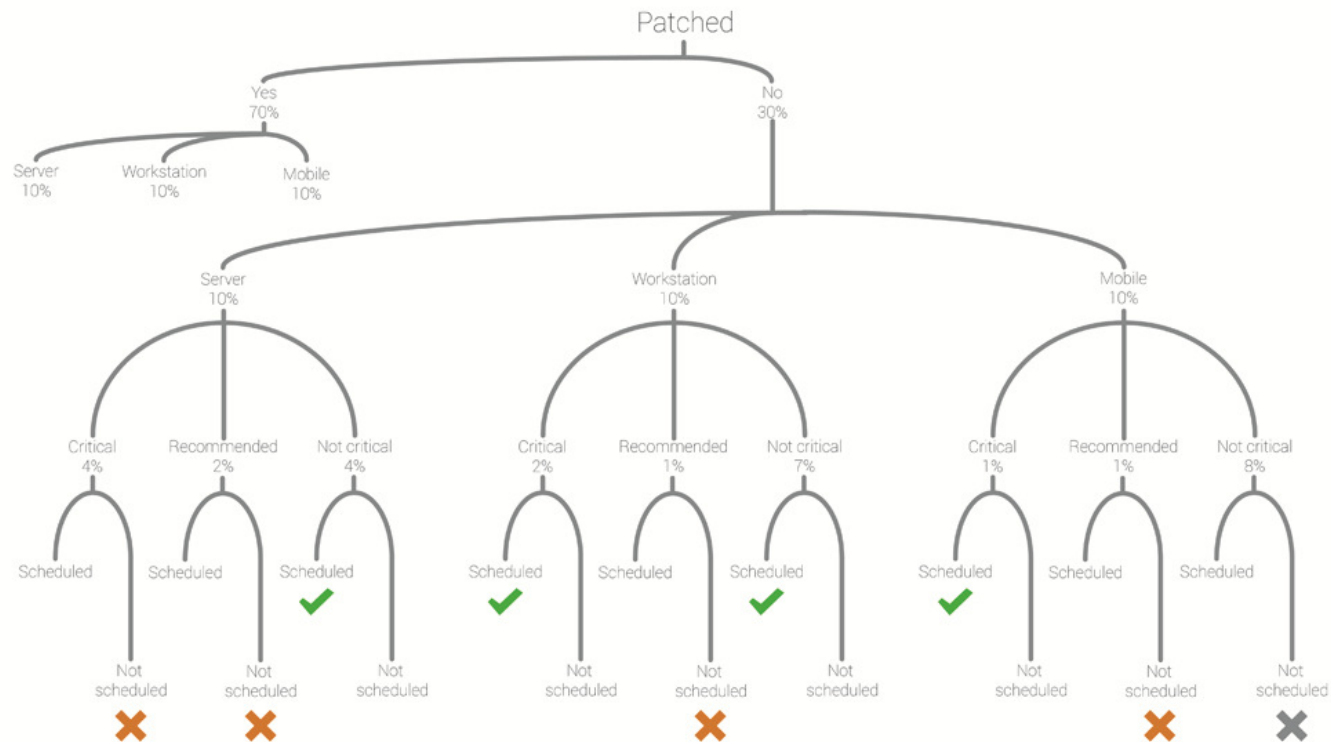 Patched
Yes
70%
No
30%
Server
10%
Workstation
10%
Mobile
10%
Server
10%
Workstation
10%
Mobile
10%
Critical
4%
Recommended
2%
Not critical
4%
Critical
2%
Recommended
1%
Not critical
7%
Critical
1%
Recommended
1%
Not critical
8%
Scheduled
Scheduled
Scheduled
Scheduled
Scheduled
Scheduled
Scheduled
Scheduled
Scheduled
Not
scheduled
Not
scheduled
Not
scheduled
Not
scheduled
Not
scheduled
Not
scheduled
Not
scheduled
Not
scheduled
Not
scheduled